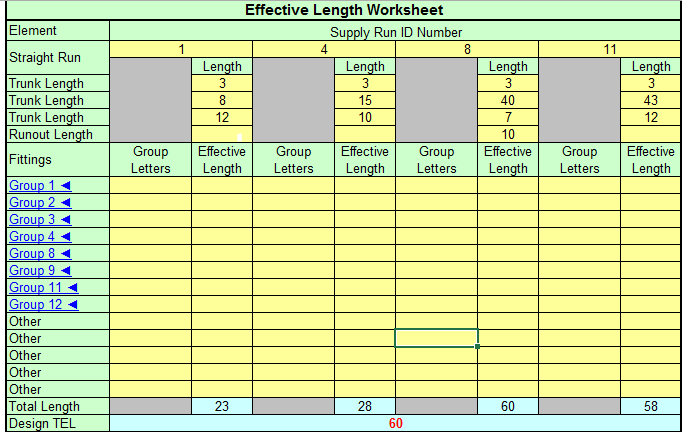 Effective Length Worksheet
Element Supply Run ID Number
Straight Run 1 4 8 11
Length Length Length Length
Trunk Length 3 3 3 3
Trunk Length 8 15 40 43
Trunk Length 12 10 7 12
Runout Length 10
Fittings Group Letters Effective Length Group Letters Effective Length Group Letters Effective Length Group Letters Effective Length
Group 1 ◄
Group 2 ◄
Group 3 ◄
Group 4 ◄
Group 8 ◄
Group 9 ◄
Group 11 ◄
Group 12 ◄
Other
Other
Other
Other
Other
Total Length 23 28 60 58
Design TEL 60